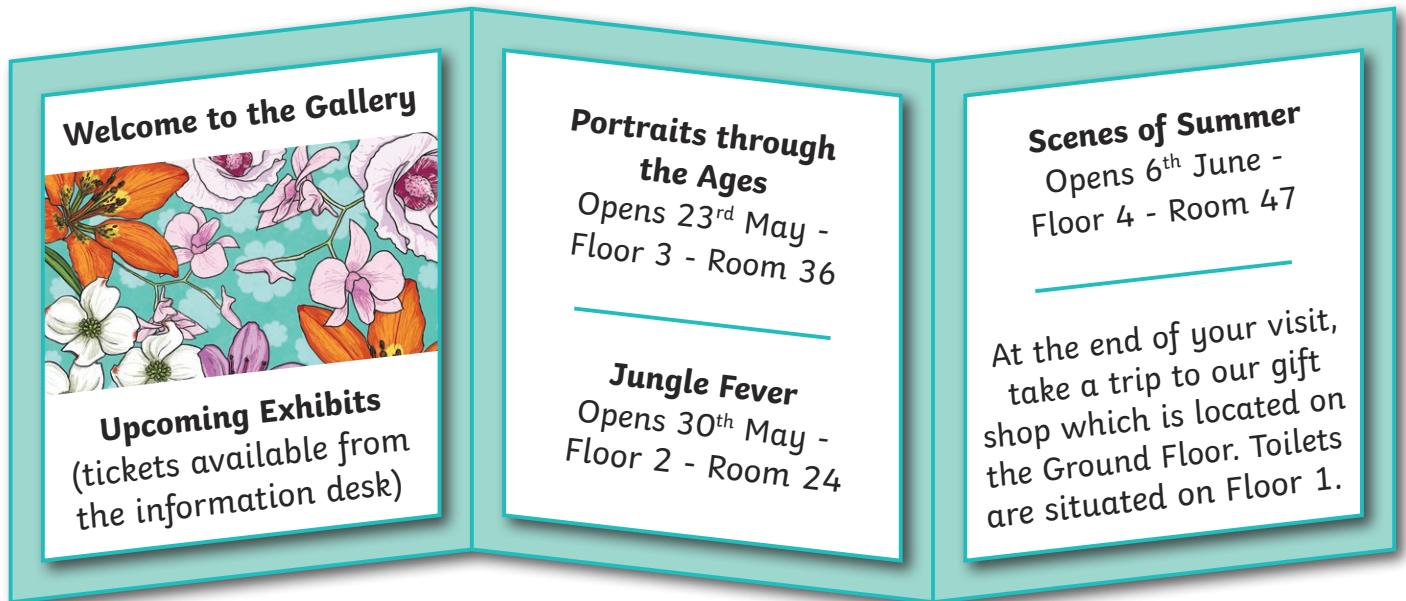 Welcome to the Gallery
Upcoming Exhibits
(tickets available from
the information desk)
Portraits through
the Ages
Opens 23rd May -
Floor 3 - Room 36
Jungle Fever
Opens 30th May -
Floor 2 - Room 24
Scenes of Summer
Opens 6th June -
Floor 4 - Room 47
At the end of your visit,
take a trip to our gift
shop which is located on
the Ground Floor. Toilets
are situated on Floor 1.